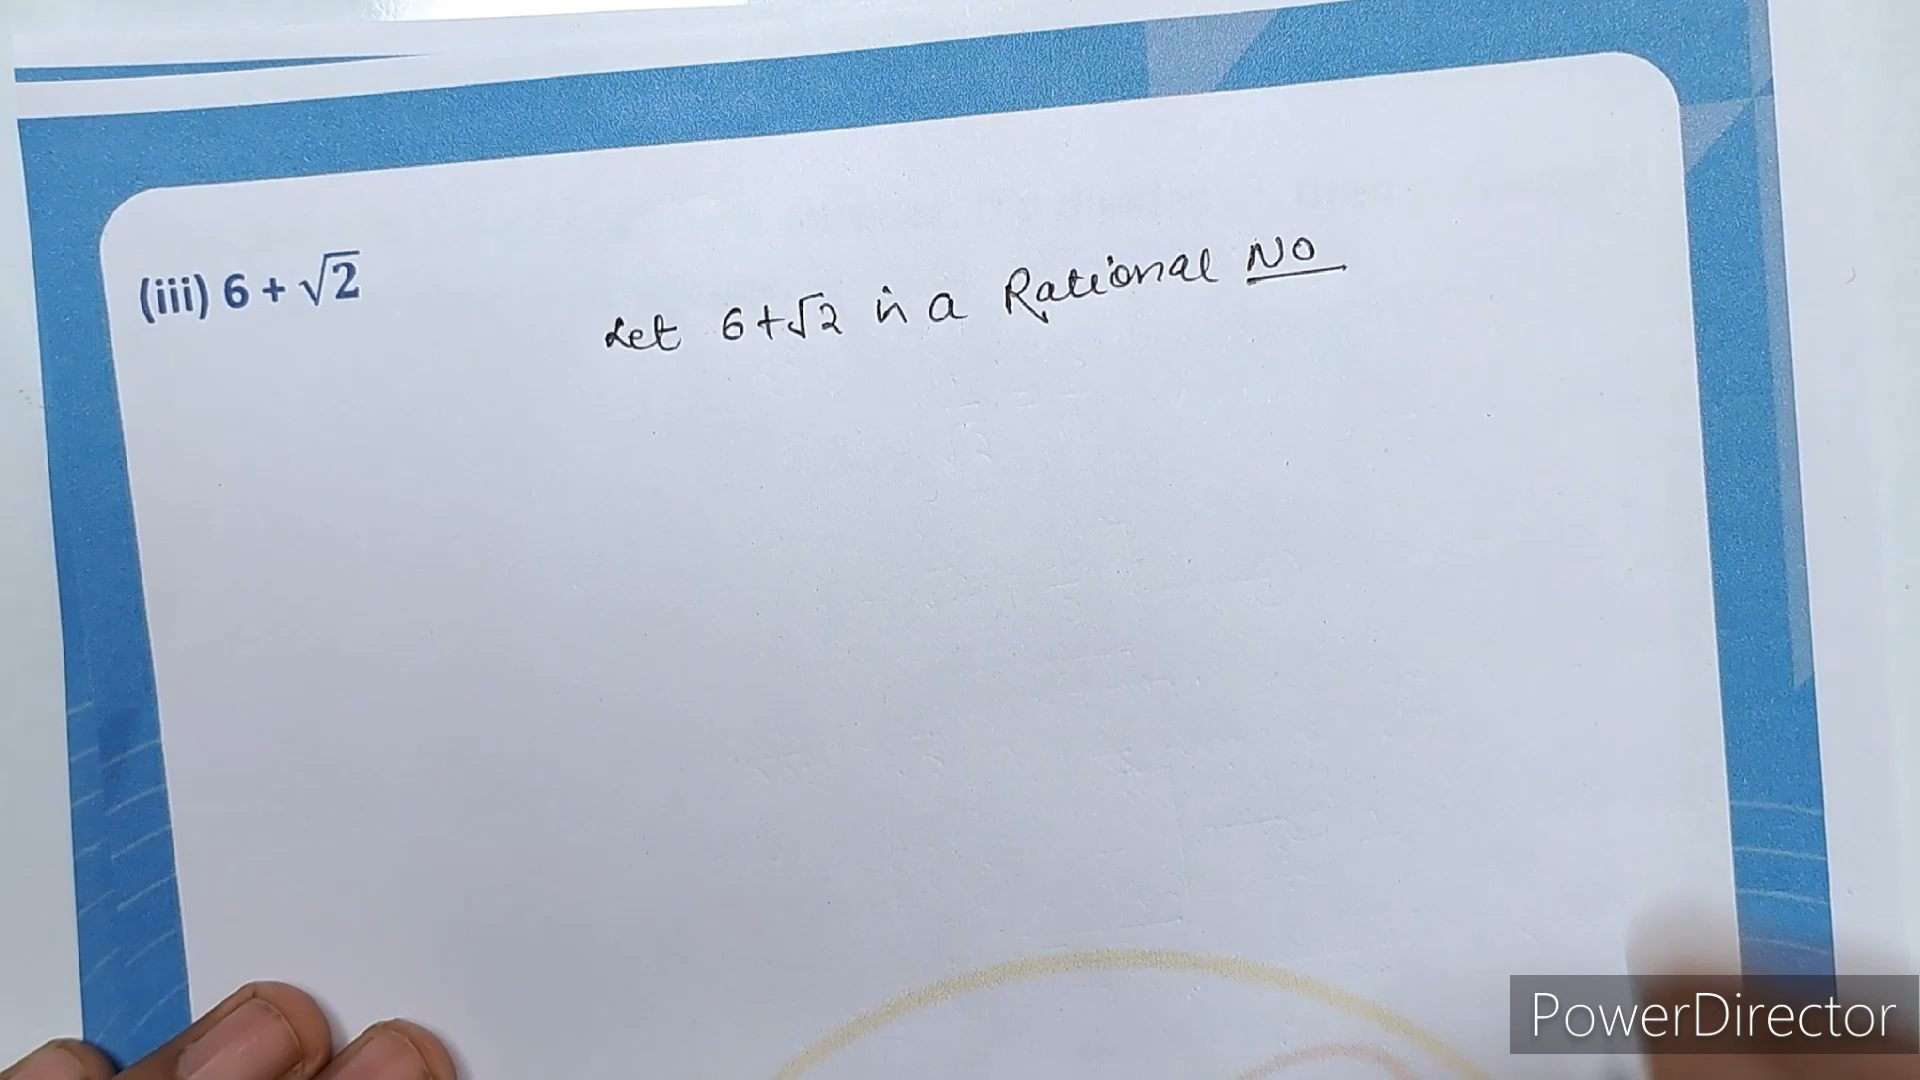 (iii) 6 + √2
Let 6+√2 is a Rational NO
PowerDirector